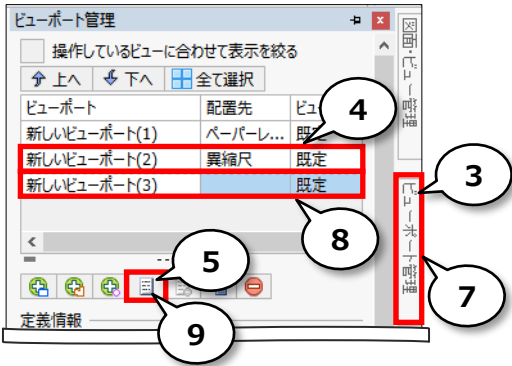 ビューポート管理
操作しているビューに合わせて表示を絞る
上へ 下へ 全て選択
ビューポート 配置先
新しいビューポート(1) ペーパーレ... 既定
新しいビューポート(2) 異縮尺 既定
新しいビューポート(3) 既定
定義情報
図面・ビュー管理
ビューポート管理
4
3
8
5
7
9